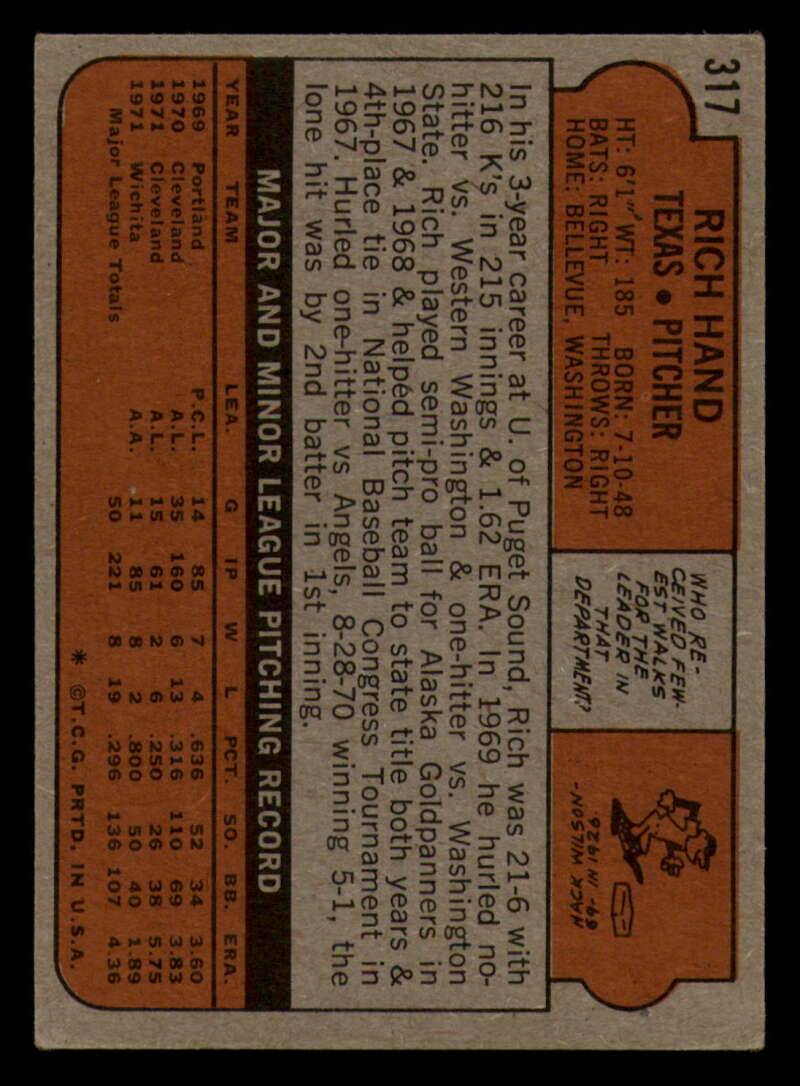 317
RICH HAND
TEXAS • PITCHER
HT: 6'1" WT: 185 BORN: 7-10-48
BATS: RIGHT THROWS: RIGHT
HOME: BELLEVUE, WASHINGTON
WHO RE-
CEIVED FEW-
EST WALKS
FOR THE
LEADER IN
THAT
DEPARTMENT?
HACK WILSON-
69- IN 1926.
In his 3-year career at U. of Puget Sound, Rich was 21-6 with
216 K's in 215 innings & 1.62 ERA. In 1969 he hurled no-
hitter vs. Western Washington & one-hitter vs. Washington
State. Rich played semi-pro ball for Alaska Goldpanners in
1967 & 1968 & helped pitch team to state title both years &
4th-place tie in National Baseball Congress Tournament in
1967. Hurled one-hitter vs Angels, 8-28-70 winning 5-1, the
lone hit was by 2nd batter in 1st inning.
MAJOR AND MINOR LEAGUE PITCHING RECORD
YEAR TEAM LEA. G IP W L PCT. SO. BB. ERA.
1969 Portland P.C.L. 14 85 7 4 .636 52 34 3.60
1970 Cleveland A.L. 35 160 6 13 .316 110 69 3.83
1971 Cleveland A.L. 15 61 2 6 .250 26 38 5.75
1971 Wichita A.A. 11 85 8 2 .800 50 40 1.89
Major League Totals 50 221 8 19 .296 136 107 4.36
* ©T.C.G. PRTD. IN U.S.A.